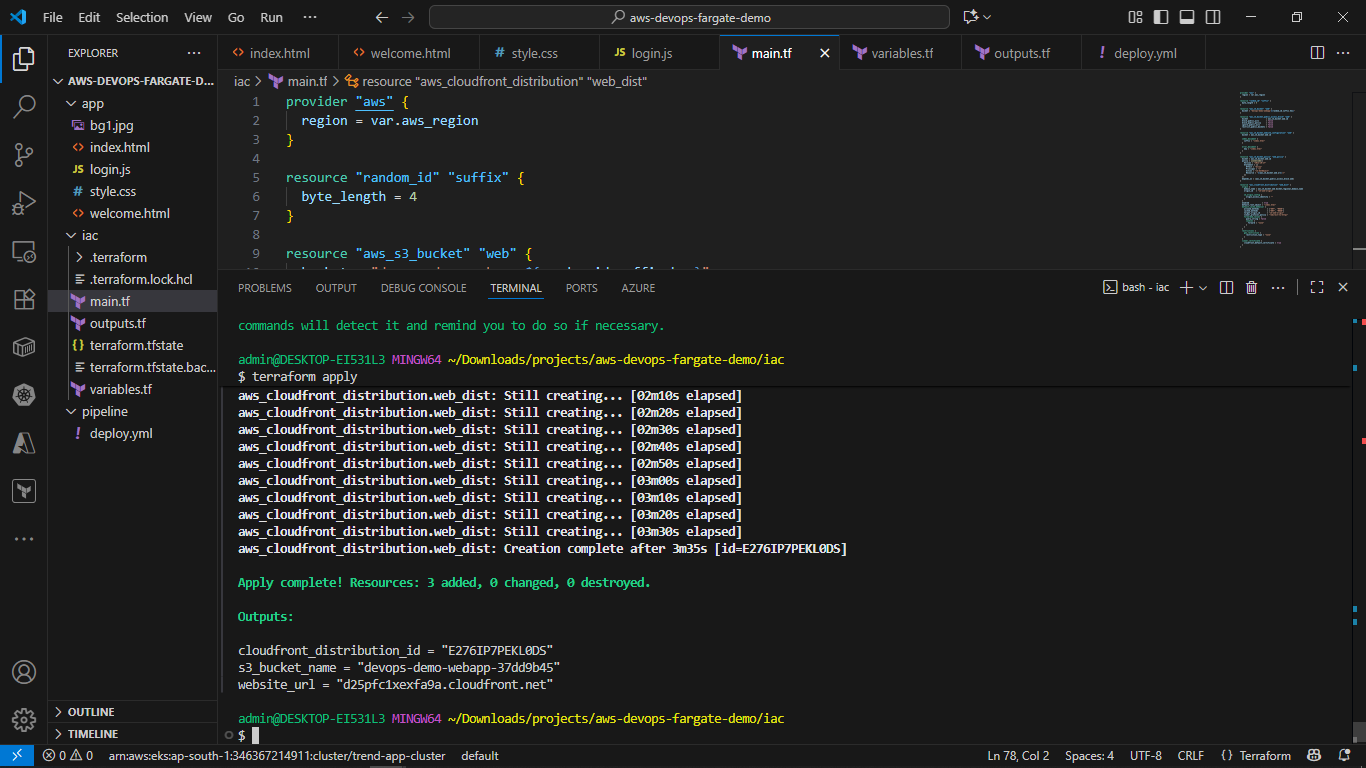 File Edit Selection View Go Run ···
aws-devops-fargate-demo
EXPLORER ···
AWS-DEVOPS-FARGATE-D...
app
bg1.jpg
<> index.html
JS login.js
# style.css
<> welcome.html
iac
.terraform
.terraform.lock.hcl
main.tf
outputs.tf
{} terraform.tfstate
terraform.tfstate.bac...
variables.tf
pipeline
! deploy.yml
OUTLINE
TIMELINE
<> index.html
<> welcome.html
# style.css
JS login.js
main.tf
variables.tf
outputs.tf
! deploy.yml
iac > main.tf > resource "aws_cloudfront_distribution" "web_dist"
1 provider "aws" {
2 region = var.aws_region
3 }
4
5 resource "random_id" "suffix" {
6 byte_length = 4
7 }
8
9 resource "aws_s3_bucket" "web" {
PROBLEMS OUTPUT DEBUG CONSOLE TERMINAL PORTS AZURE
bash - iac
commands will detect it and remind you to do so if necessary.
admin@DESKTOP-EI531L3 MINGW64 ~/Downloads/projects/aws-devops-fargate-demo/iac
$ terraform apply
aws_cloudfront_distribution.web_dist: Still creating... [02m10s elapsed]
aws_cloudfront_distribution.web_dist: Still creating... [02m20s elapsed]
aws_cloudfront_distribution.web_dist: Still creating... [02m30s elapsed]
aws_cloudfront_distribution.web_dist: Still creating... [02m40s elapsed]
aws_cloudfront_distribution.web_dist: Still creating... [02m50s elapsed]
aws_cloudfront_distribution.web_dist: Still creating... [03m00s elapsed]
aws_cloudfront_distribution.web_dist: Still creating... [03m10s elapsed]
aws_cloudfront_distribution.web_dist: Still creating... [03m20s elapsed]
aws_cloudfront_distribution.web_dist: Still creating... [03m30s elapsed]
aws_cloudfront_distribution.web_dist: Creation complete after 3m35s [id=E276IP7PEKL0DS]
Apply complete! Resources: 3 added, 0 changed, 0 destroyed.
Outputs:
cloudfront_distribution_id = "E276IP7PEKL0DS"
s3_bucket_name = "devops-demo-webapp-37dd9b45"
website_url = "d25pfc1xexfa9a.cloudfront.net"
admin@DESKTOP-EI531L3 MINGW64 ~/Downloads/projects/aws-devops-fargate-demo/iac
$
0 0 arn:aws:eks:ap-south-1:346367214911:cluster/trend-app-cluster default
Ln 78, Col 2 Spaces: 4 UTF-8 CRLF {} Terraform